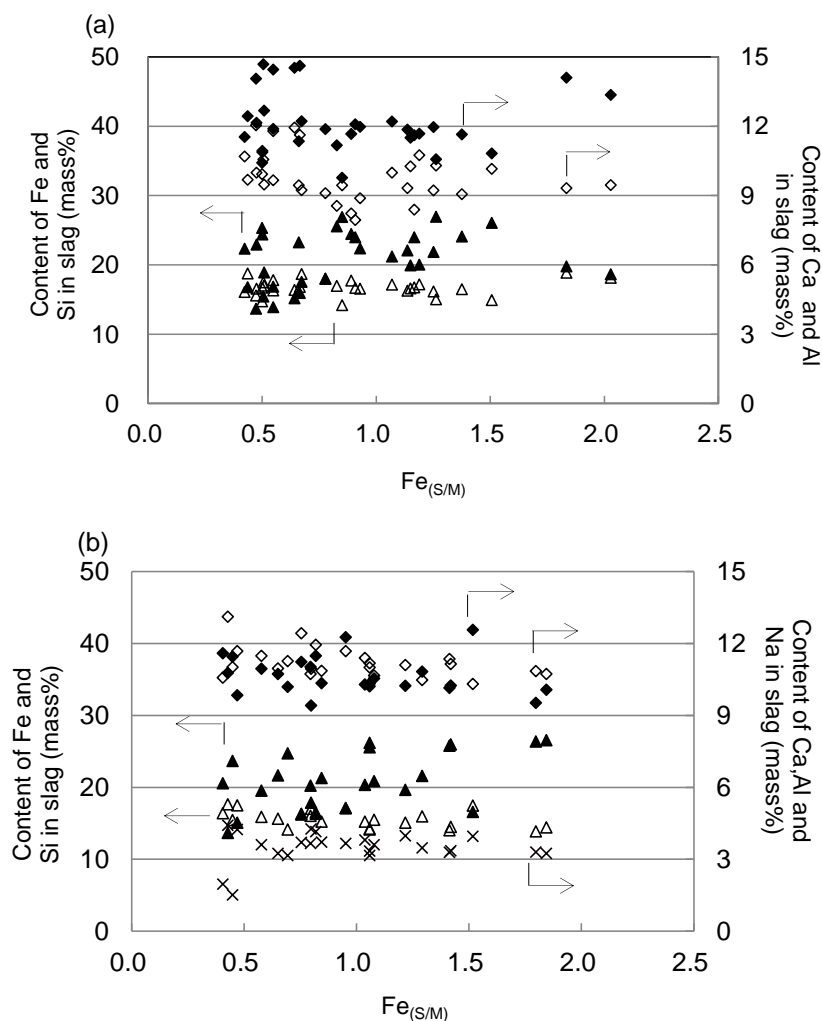 (a)
50
40
30
20
10
0
Content of Fe and
Si in slag (mass%)
15
12
9
6
3
0
Content of Ca and Al
in slag (mass%)
0.0 0.5 1.0 1.5 2.0 2.5
Fe(S/M)
(b)
50
40
30
20
10
0
Content of Fe and
Si in slag (mass%)
15
12
9
6
3
0
Content of Ca,Al and
Na in slag (mass%)
0.0 0.5 1.0 1.5 2.0 2.5
Fe(S/M)